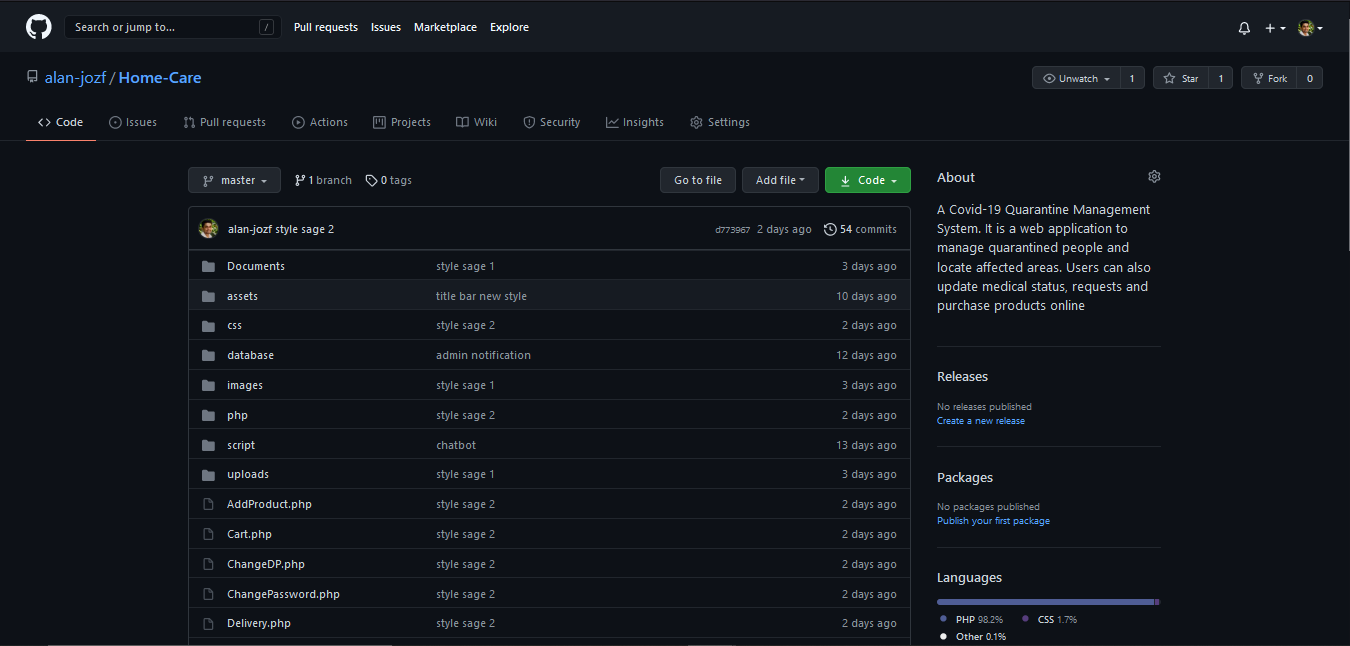 Search or jump to... / Pull requests Issues Marketplace Explore
alan-jozf / Home-Care Unwatch 1 Star 1 Fork 0
Code Issues Pull requests Actions Projects Wiki Security Insights Settings
master 1 branch 0 tags Go to file Add file Code
alan-jozf style sage 2 d773967 2 days ago 54 commits
Documents style sage 1 3 days ago
assets title bar new style 10 days ago
css style sage 2 2 days ago
database admin notification 12 days ago
images style sage 1 3 days ago
php style sage 2 2 days ago
script chatbot 13 days ago
uploads style sage 1 3 days ago
AddProduct.php style sage 2 2 days ago
Cart.php style sage 2 2 days ago
ChangeDP.php style sage 2 2 days ago
ChangePassword.php style sage 2 2 days ago
Delivery.php style sage 2 2 days ago
About
A Covid-19 Quarantine Management
System. It is a web application to
manage quarantined people and
locate affected areas. Users can also
update medical status, requests and
purchase products online
Releases
No releases published
Create a new release
Packages
No packages published
Publish your first package
Languages
PHP 98.2% CSS 1.7%
Other 0.1%